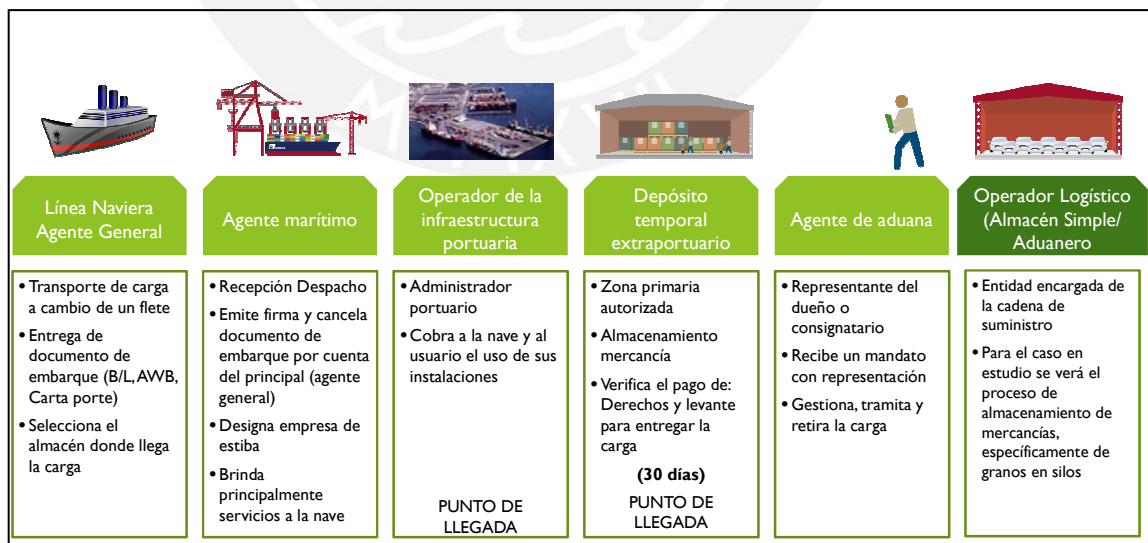 Línea Naviera
Agente General
• Transporte de carga
a cambio de un flete
• Entrega de
documento de
embarque (B/L, AWB,
Carta porte)
• Selecciona el
almacén donde llega
la carga
Agente marítimo
• Recepción Despacho
• Emite firma y cancela
documento de
embarque por cuenta
del principal (agente
general)
• Designa empresa de
estiba
• Brinda
principalmente
servicios a la nave
Operador de la
infraestructura
portuaria
• Administrador
portuario
• Cobra a la nave y al
usuario el uso de sus
instalaciones
PUNTO DE
LLEGADA
Depósito
temporal
extraportuario
• Zona primaria
autorizada
• Almacenamiento
mercancía
• Verifica el pago de:
Derechos y levante
para entregar la
carga
(30 días)
PUNTO DE
LLEGADA
Agente de aduana
• Representante del
dueño o
consignatario
• Recibe un mandato
con representación
• Gestiona, tramita y
retira la carga
Operador Logístico
(Almacén Simple/
Aduanero
• Entidad encargada de
la cadena de
suministro
• Para el caso en
estudio se verá el
proceso de
almacenamiento de
mercancías,
específicamente de
granos en silos